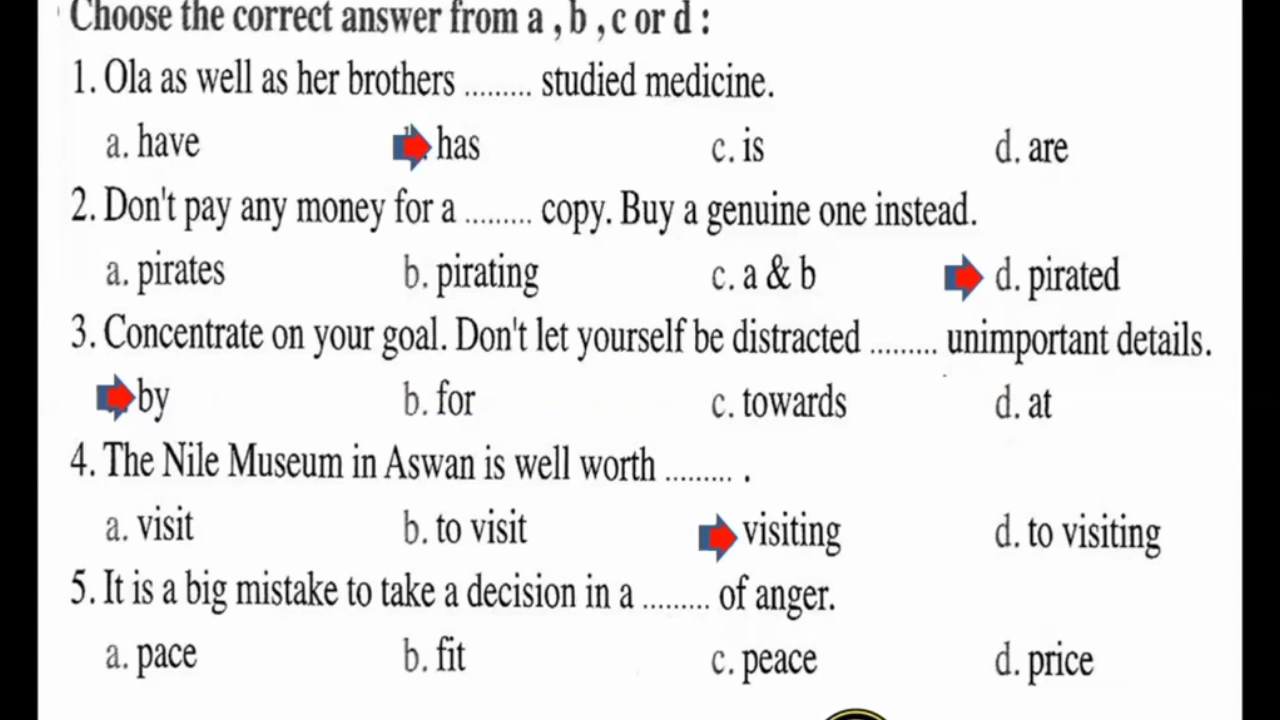 Choose the correct answer from a , b , c or d :
1. Ola as well as her brothers ......... studied medicine.
a. have has c. is d. are
2. Don't pay any money for a ......... copy. Buy a genuine one instead.
a. pirates b. pirating c. a & b d. pirated
3. Concentrate on your goal. Don't let yourself be distracted ......... unimportant details.
by b. for c. towards d. at
4. The Nile Museum in Aswan is well worth ......... .
a. visit b. to visit visiting d. to visiting
5. It is a big mistake to take a decision in a ......... of anger.
a. pace b. fit c. peace d. price